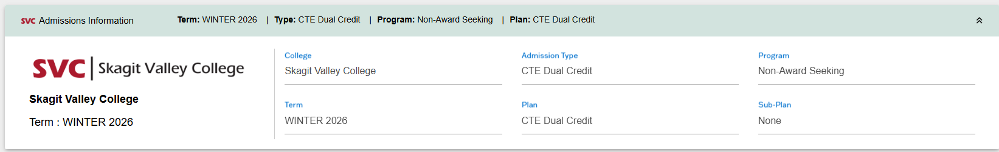 SVC Admissions Information Term: WINTER 2026 | Type: CTE Dual Credit | Program: Non-Award Seeking | Plan: CTE Dual Credit
SVC | Skagit Valley College
Skagit Valley College
Term : WINTER 2026
College Admission Type Program
Skagit Valley College CTE Dual Credit Non-Award Seeking
Term Plan Sub-Plan
WINTER 2026 CTE Dual Credit None